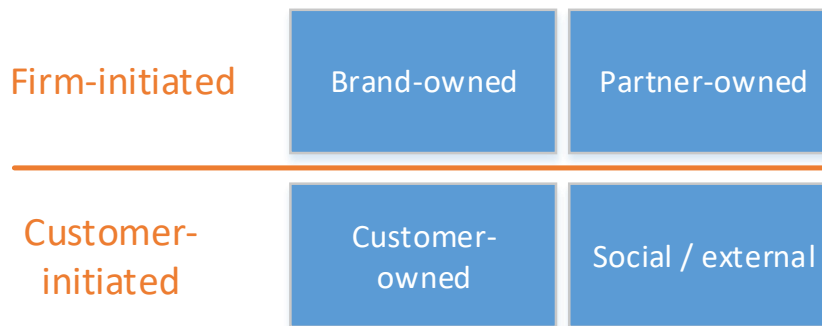 Firm-initiated
Brand-owned
Partner-owned
Customer-
initiated
Customer-
owned
Social / external